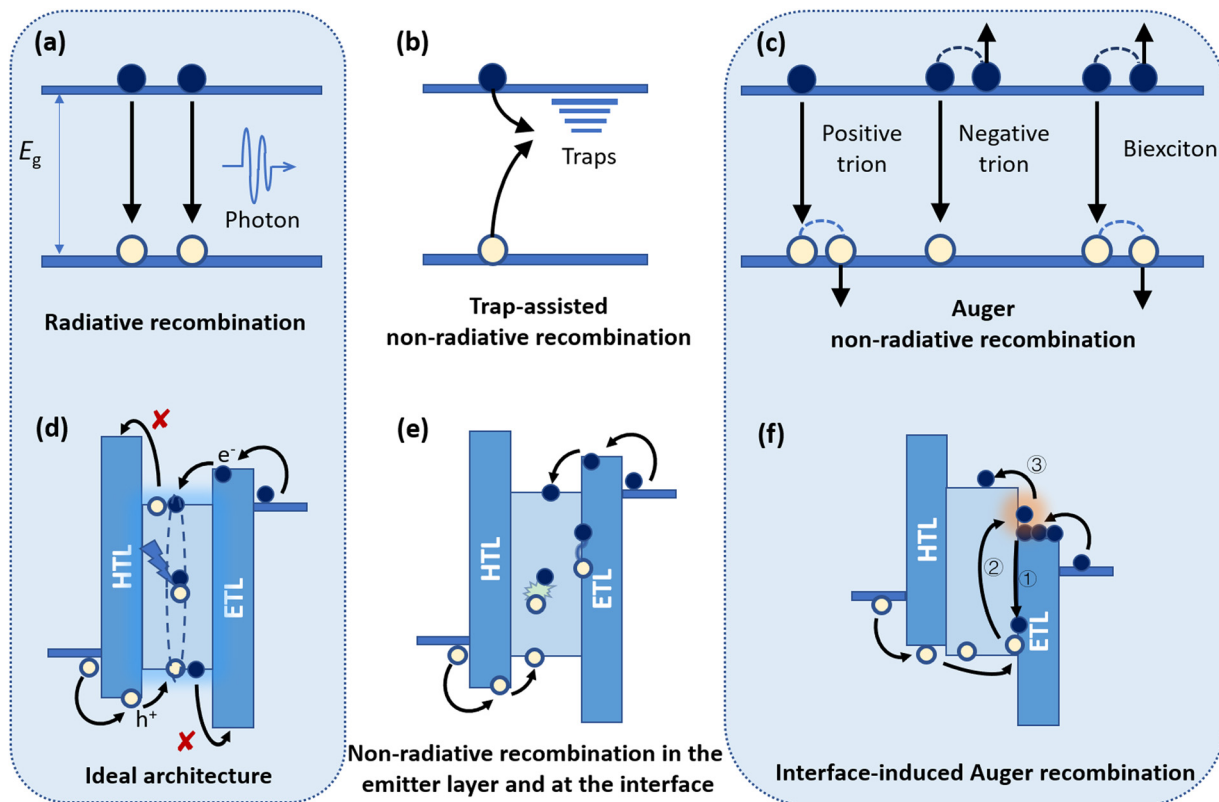 (a)
E_g
Photon
Radiative recombination
(b)
Traps
Trap-assisted
non-radiative recombination
(c)
Positive
trion
Negative
trion
Biexciton
Auger
non-radiative recombination
(d)
HTL
e⁻
ETL
h⁺
Ideal architecture
(e)
HTL
ETL
Non-radiative recombination in the
emitter layer and at the interface
(f)
HTL
③
②
①
ETL
Interface-induced Auger recombination